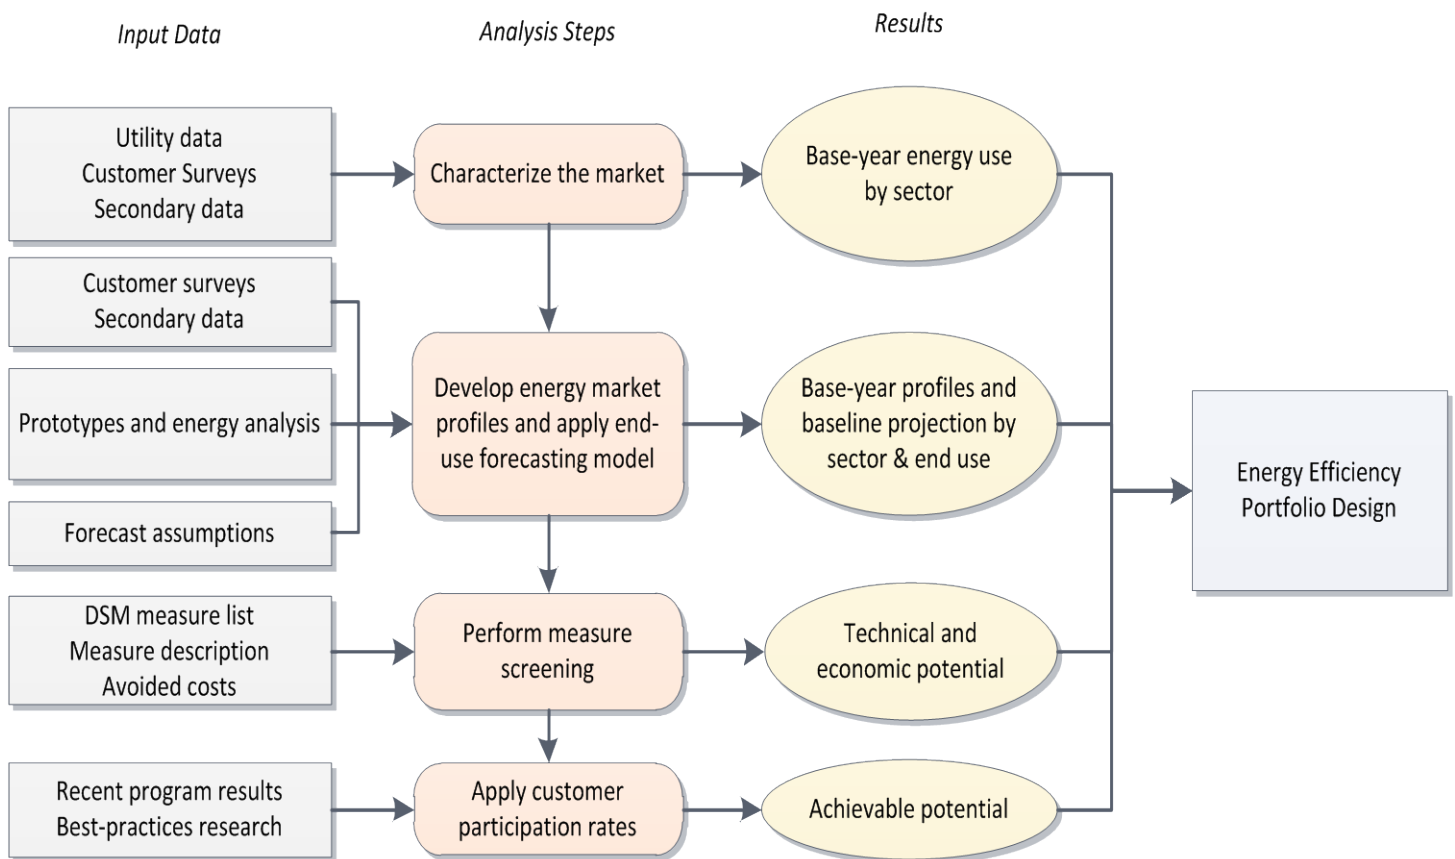 Input Data
Analysis Steps
Results
Utility data
Customer Surveys
Secondary data
Characterize the market
Base-year energy use
by sector
Customer surveys
Secondary data
Prototypes and energy analysis
Forecast assumptions
Develop energy market
profiles and apply end-
use forecasting model
Base-year profiles and
baseline projection by
sector & end use
Energy Efficiency
Portfolio Design
DSM measure list
Measure description
Avoided costs
Perform measure
screening
Technical and
economic potential
Recent program results
Best-practices research
Apply customer
participation rates
Achievable potential